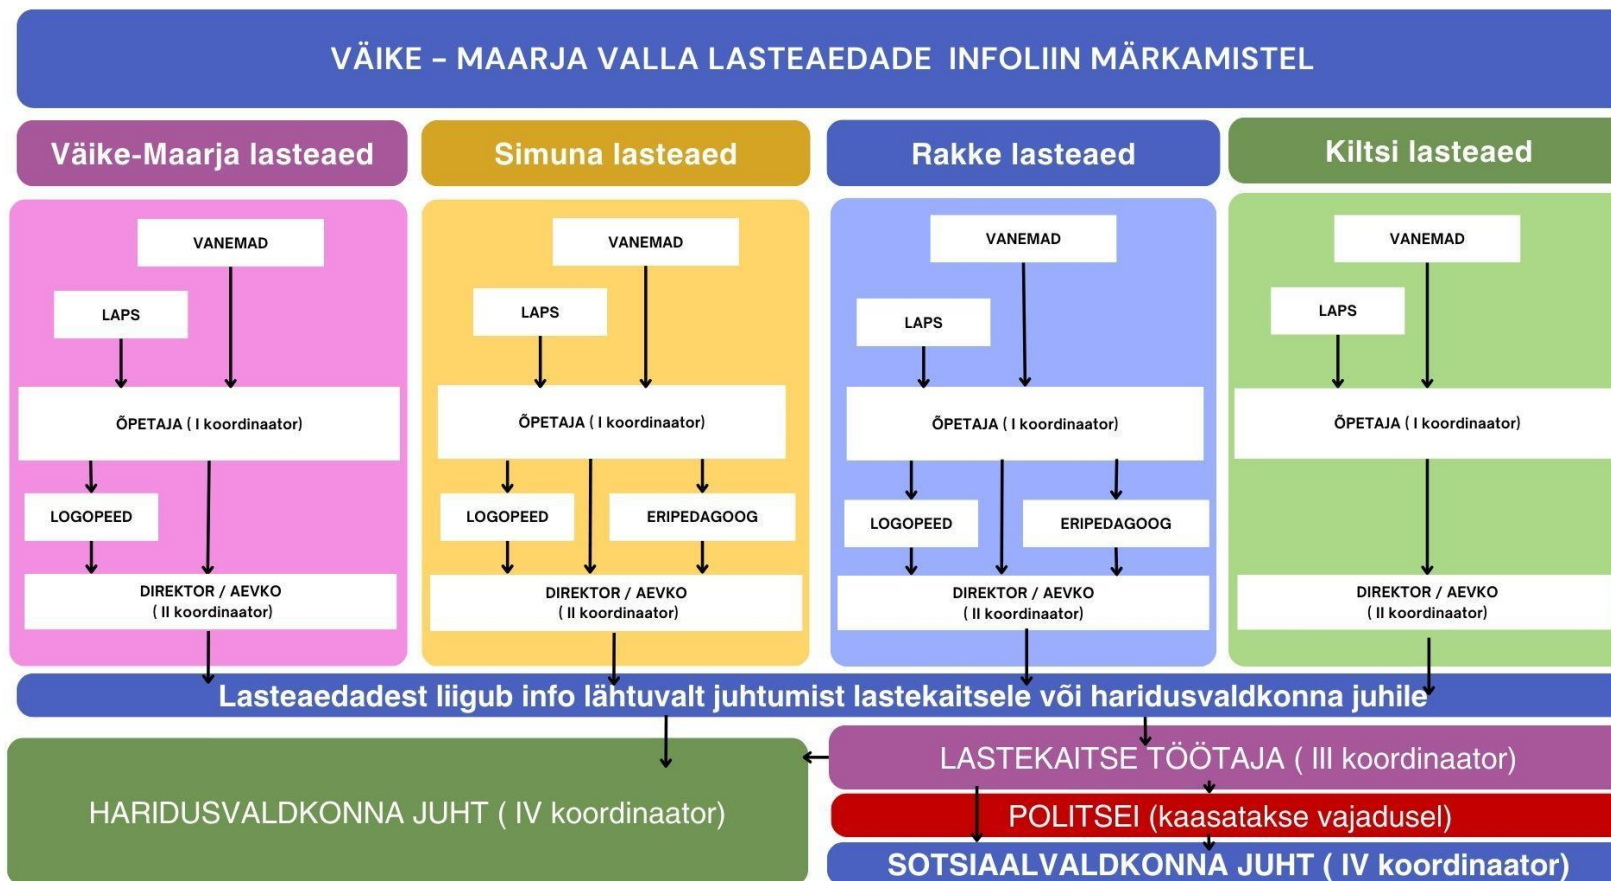 VÄIKE – MAARJA VALLA LASTEAEDADE INFOLIIN MÄRKAMISTEL
Väike-Maarja lasteaed
VANEMAD
LAPS
ÕPETAJA ( I koordinaator)
LOGOPEED
DIREKTOR / AEVKO
( II koordinaator)
Simuna lasteaed
VANEMAD
LAPS
ÕPETAJA ( I koordinaator)
LOGOPEED
ERIPEDAGOOG
DIREKTOR / AEVKO
( II koordinaator)
Rakke lasteaed
VANEMAD
LAPS
ÕPETAJA ( I koordinaator)
LOGOPEED
ERIPEDAGOOG
DIREKTOR / AEVKO
( II koordinaator)
Kiltsi lasteaed
VANEMAD
LAPS
ÕPETAJA ( I koordinaator)
DIREKTOR / AEVKO
( II koordinaator)
Lasteaedadest liigub info lähtuvalt juhtumist lastekaitsele või haridusvaldkonna juhile
HARIDUSVALDKONNA JUHT ( IV koordinaator)
LASTEKAITSE TÖÖTAJA ( III koordinaator)
POLITSEI (kaasatakse vajadusel)
SOTSIAALVALDKONNA JUHT ( IV koordinaator)